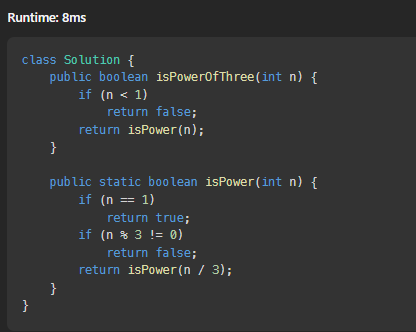 Runtime: 8ms
class Solution {
    public boolean isPowerOfThree(int n) {
        if (n < 1)
            return false;
        return isPower(n);
    }

    public static boolean isPower(int n) {
        if (n == 1)
            return true;
        if (n % 3 != 0)
            return false;
        return isPower(n / 3);
    }
}